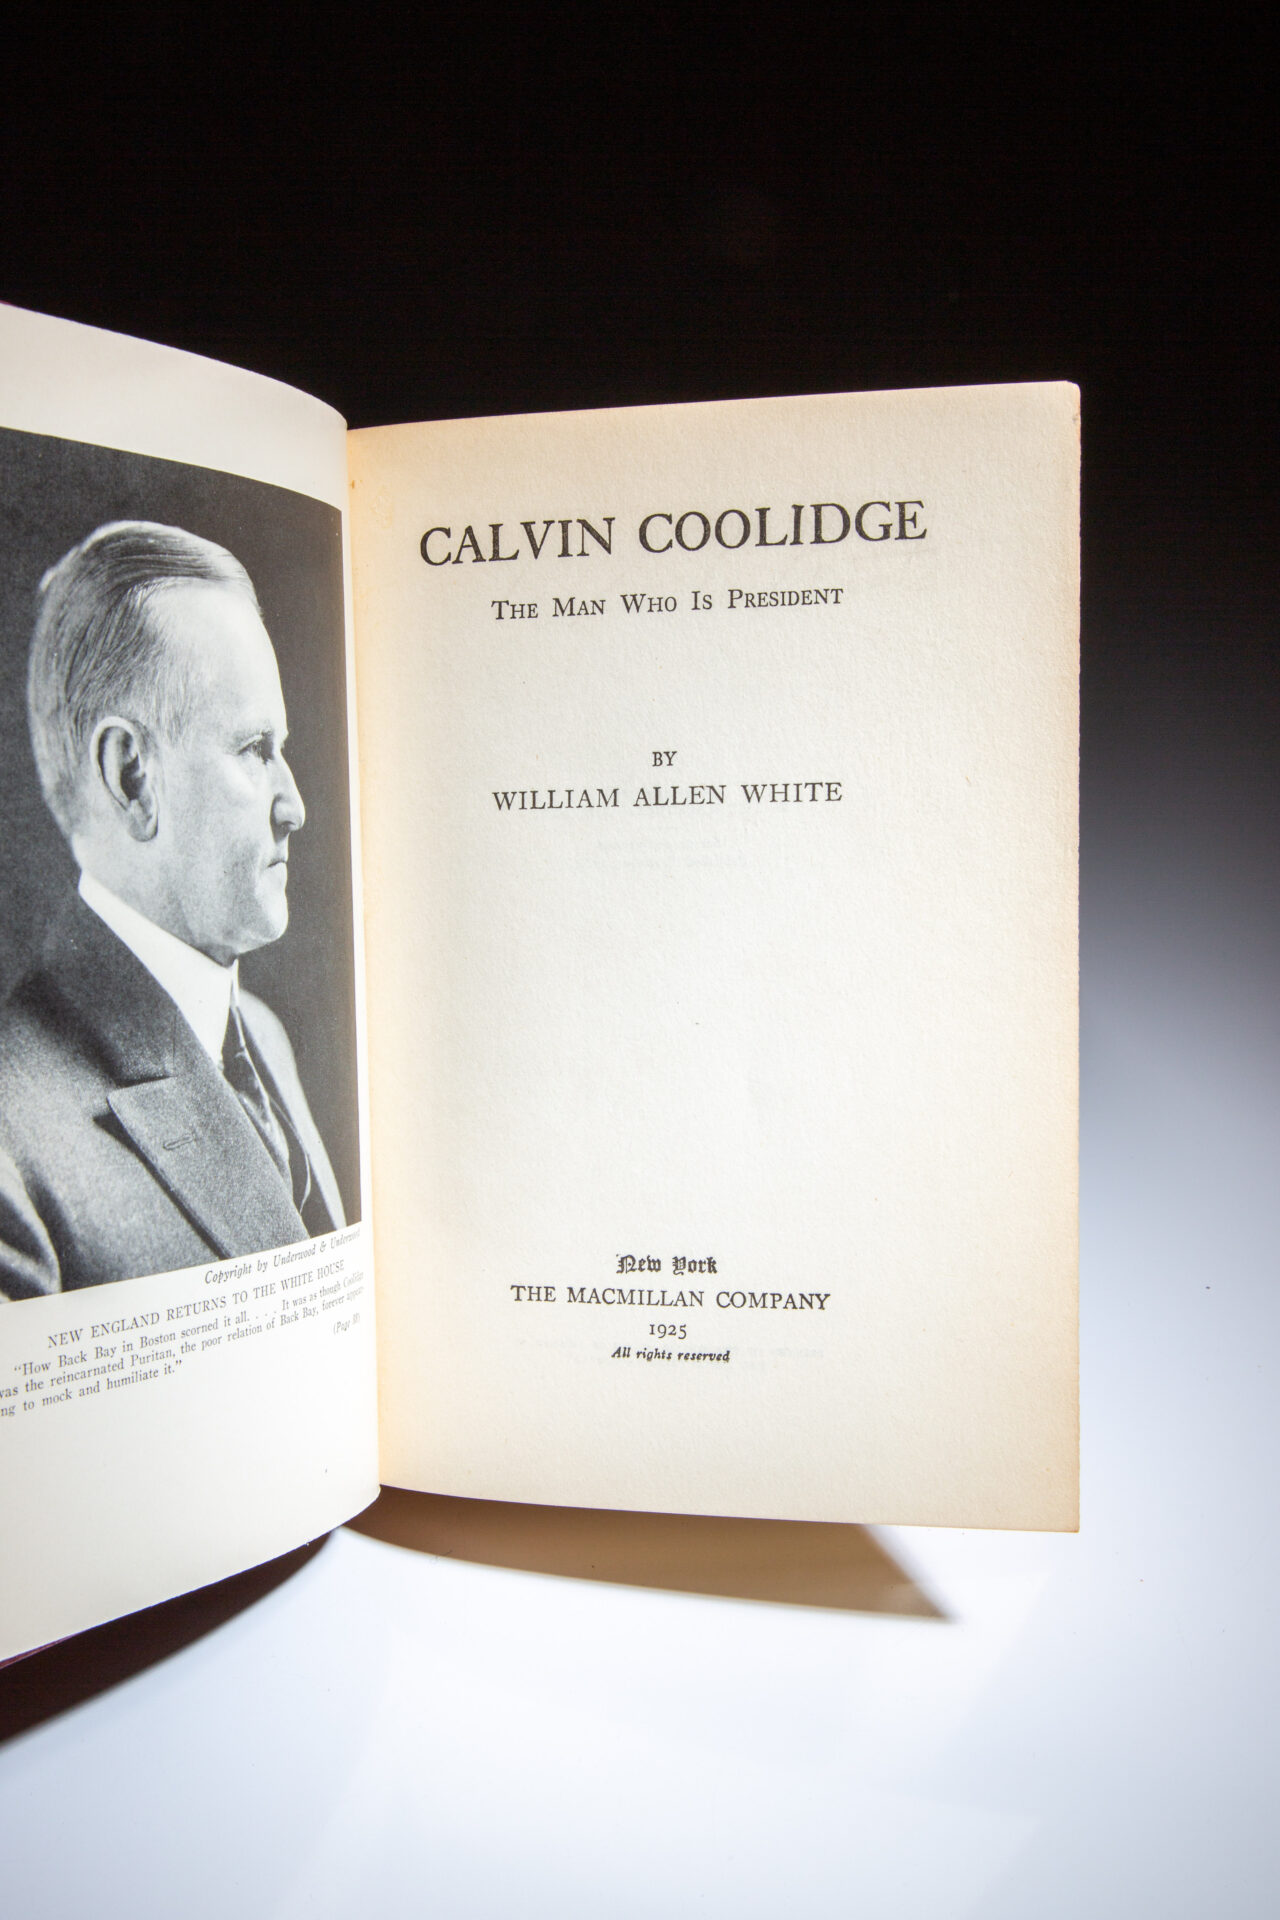 Copyright by Underwood & Underwood
NEW ENGLAND RETURNS TO THE WHITE HOUSE
"How Back Bay in Boston scorned it all. . . . It was as though Coolidge
was the reincarnated Puritan, the poor relation of Back Bay, forever
ng to mock and humiliate it."
(Page
CALVIN COOLIDGE
THE MAN WHO IS PRESIDENT
BY
WILLIAM ALLEN WHITE
New York
THE MACMILLAN COMPANY
1925
All rights reserved